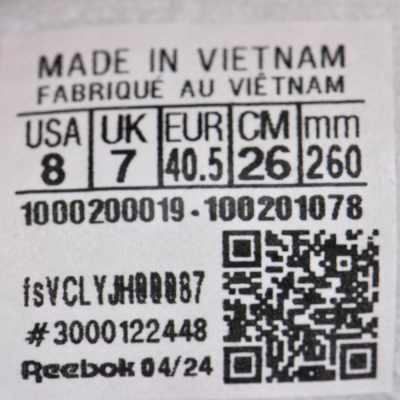 MADE IN VIETNAM
FABRIQUÉ AU VIÊTNAM
USA UK EUR CM mm
8 7 40.5 26 260
1000200019-100201078
#3000122448
Reebok 04/24